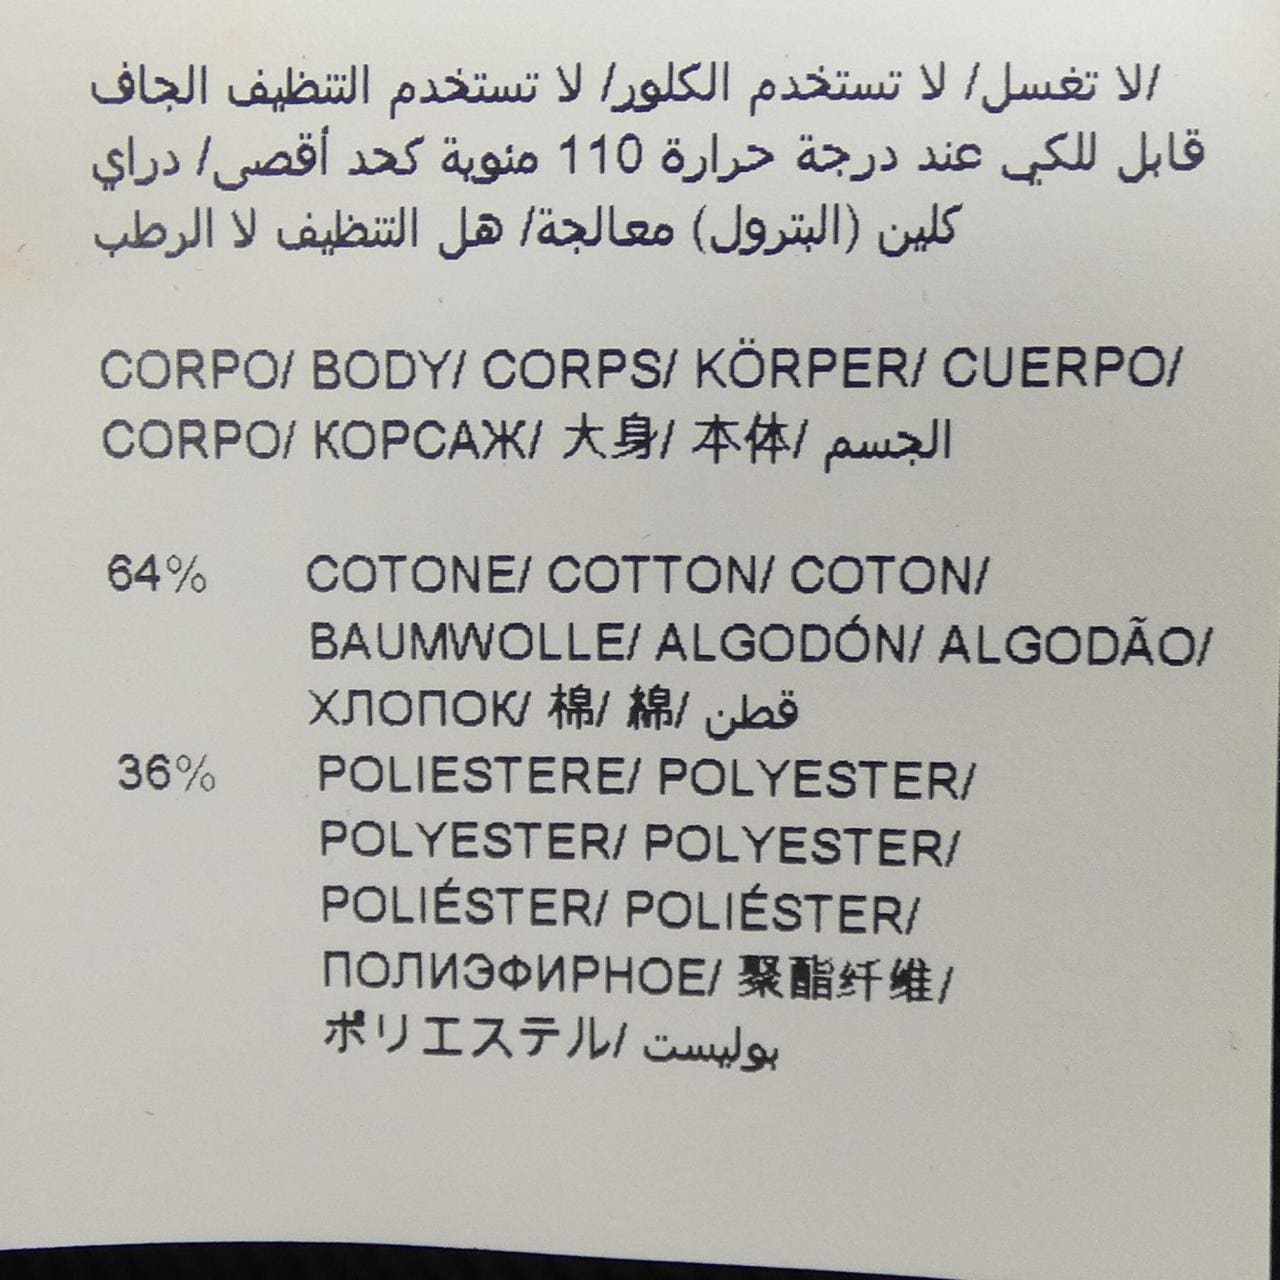 لا تغسل/ لا تستخدم الكلور/ لا تستخدم التنظيف الجاف/
قابل للكي عند درجة حرارة 110 مئوية كحد أقصى/ دراي
كلين (البترول) معالجة/ هل التنظيف لا الرطب
CORPO/ BODY/ CORPS/ KÖRPER/ CUERPO/
CORPO/ КОРСАЖ/ 大身/ 本体/ الجسم
64% COTONE/ COTTON/ COTON/
BAUMWOLLE/ ALGODÓN/ ALGODÃO/
ХЛОПОК/ 棉/ 綿/ قطن
36% POLIESTERE/ POLYESTER/
POLYESTER/ POLYESTER/
POLIÉSTER/ POLIÉSTER/
ПОЛИЭФИРНОЕ/ 聚酯纤维/
ポリエステル/ بوليست